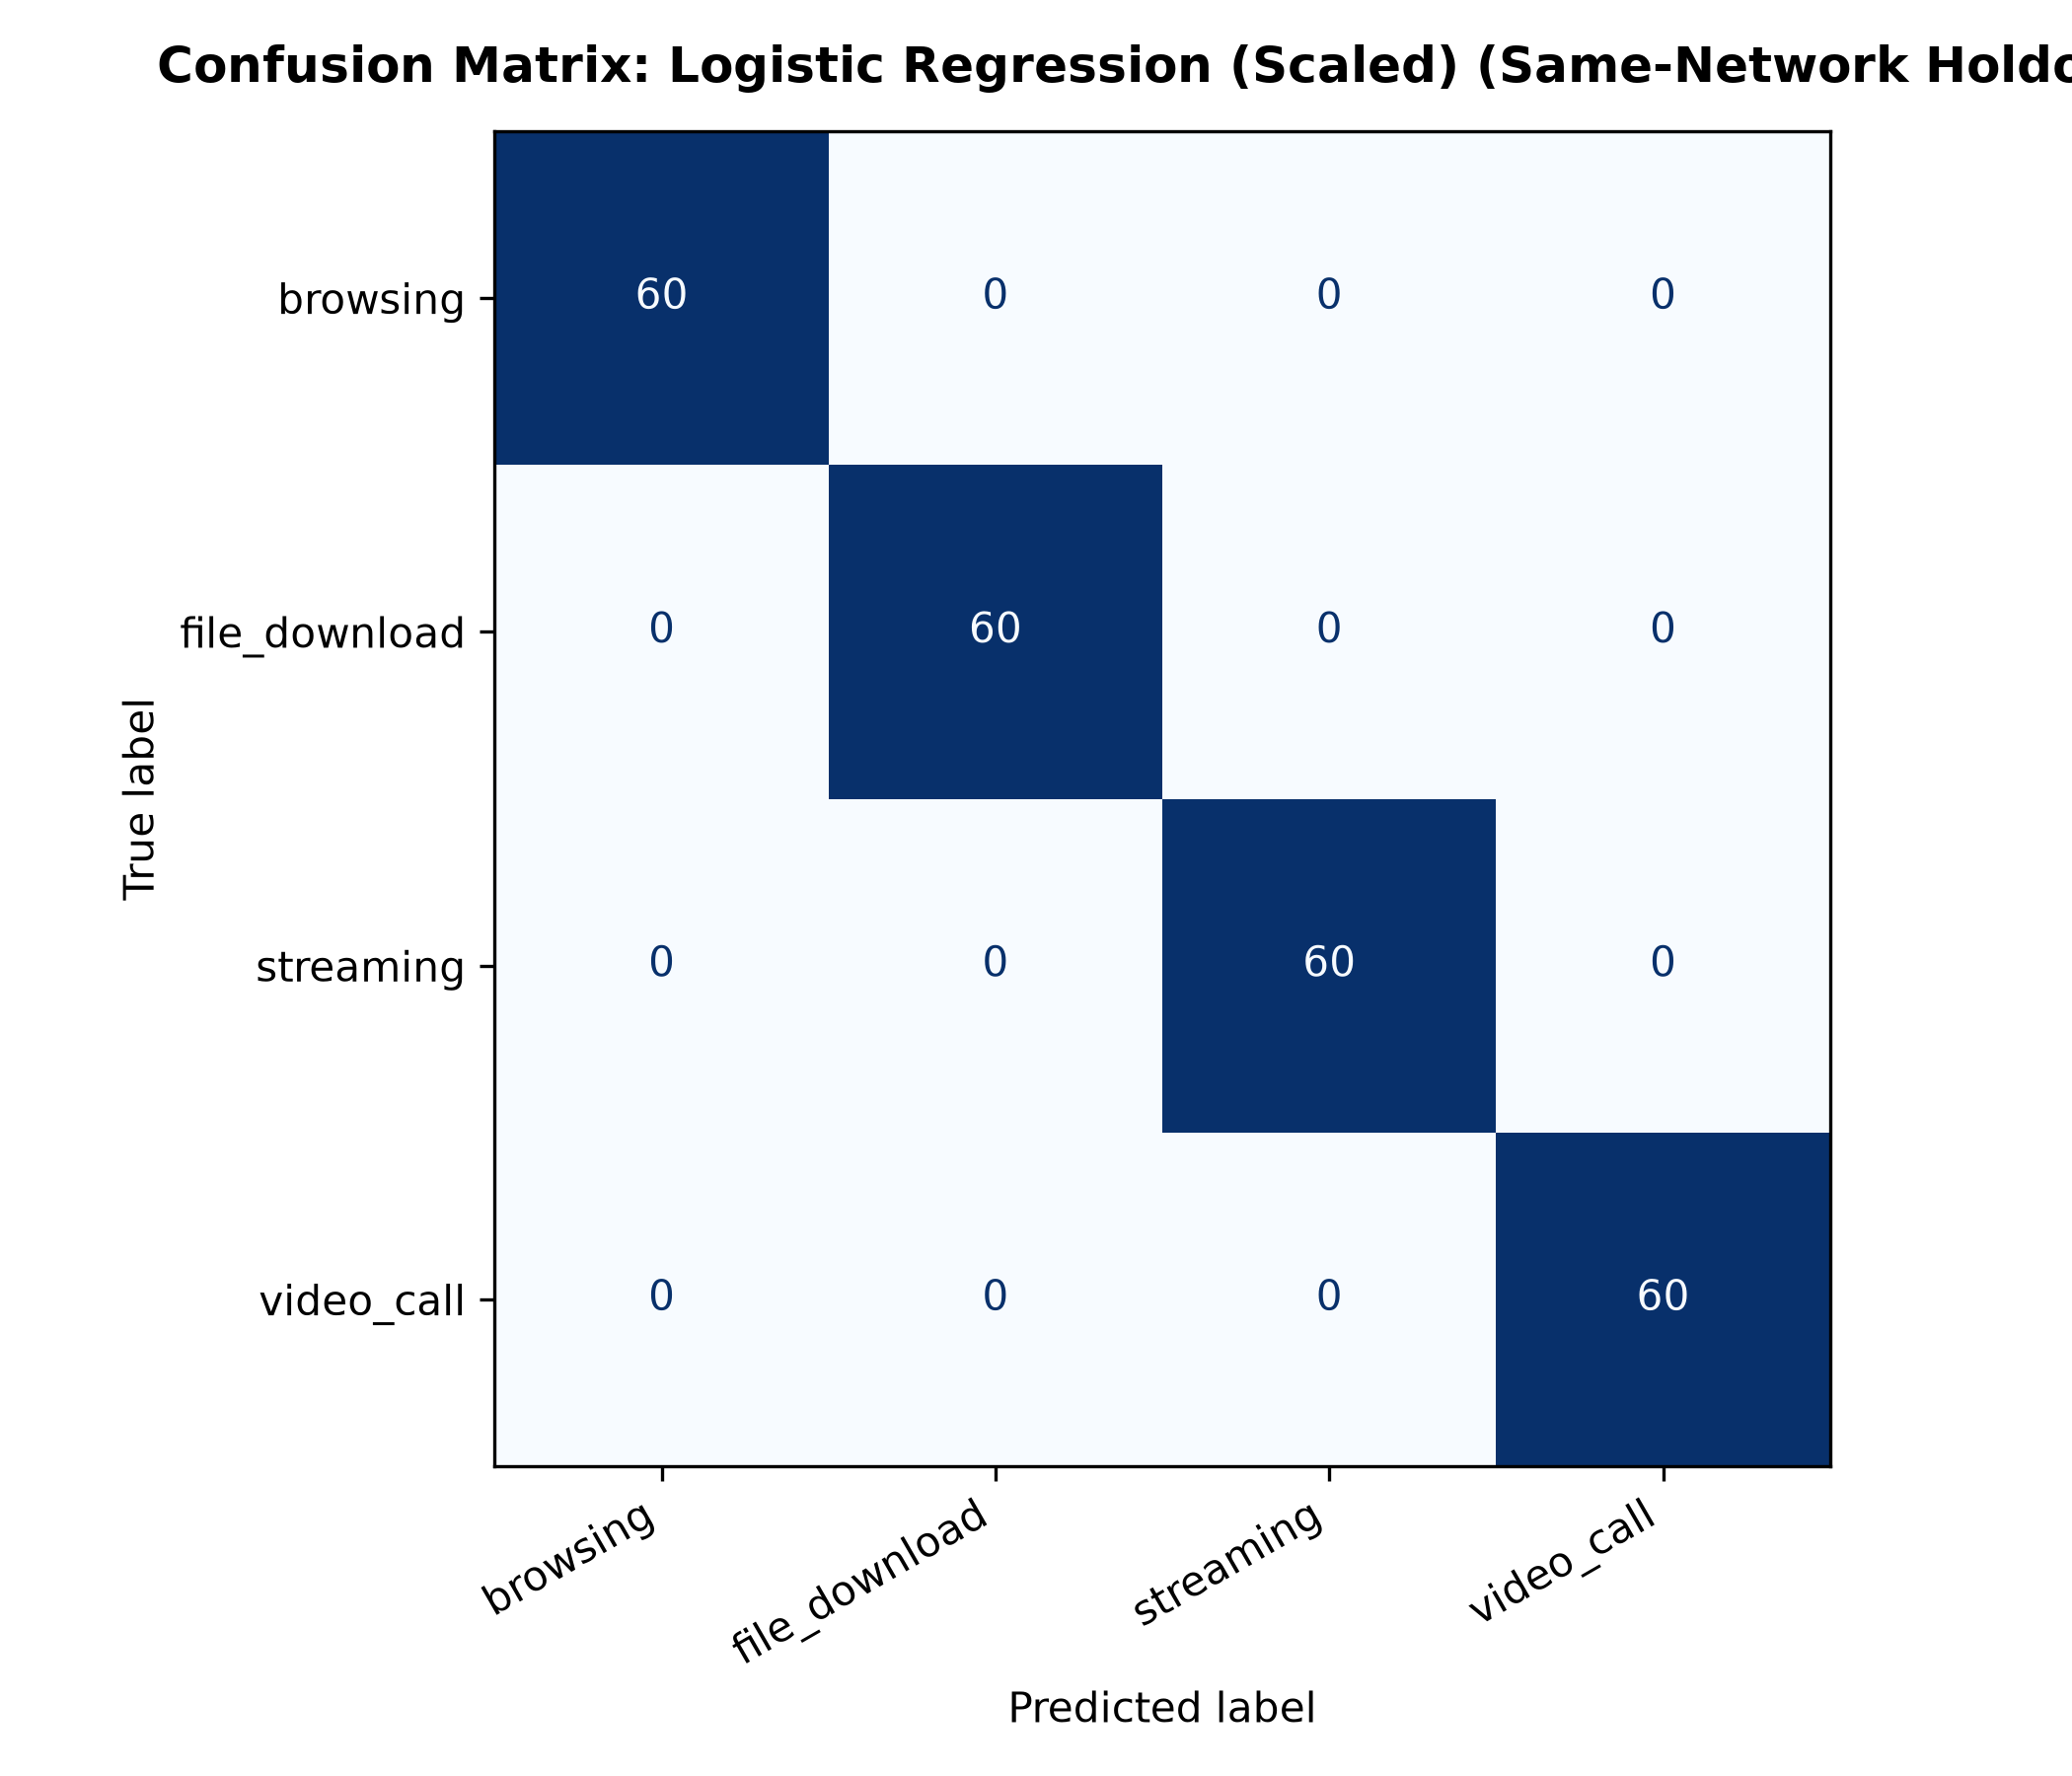 Confusion Matrix: Logistic Regression (Scaled) (Same-Network Holdo
browsing 60 0 0 0
file_download 0 60 0 0
True label
streaming 0 0 60 0
video_call 0 0 0 60
browsing file_download streaming video_call
Predicted label